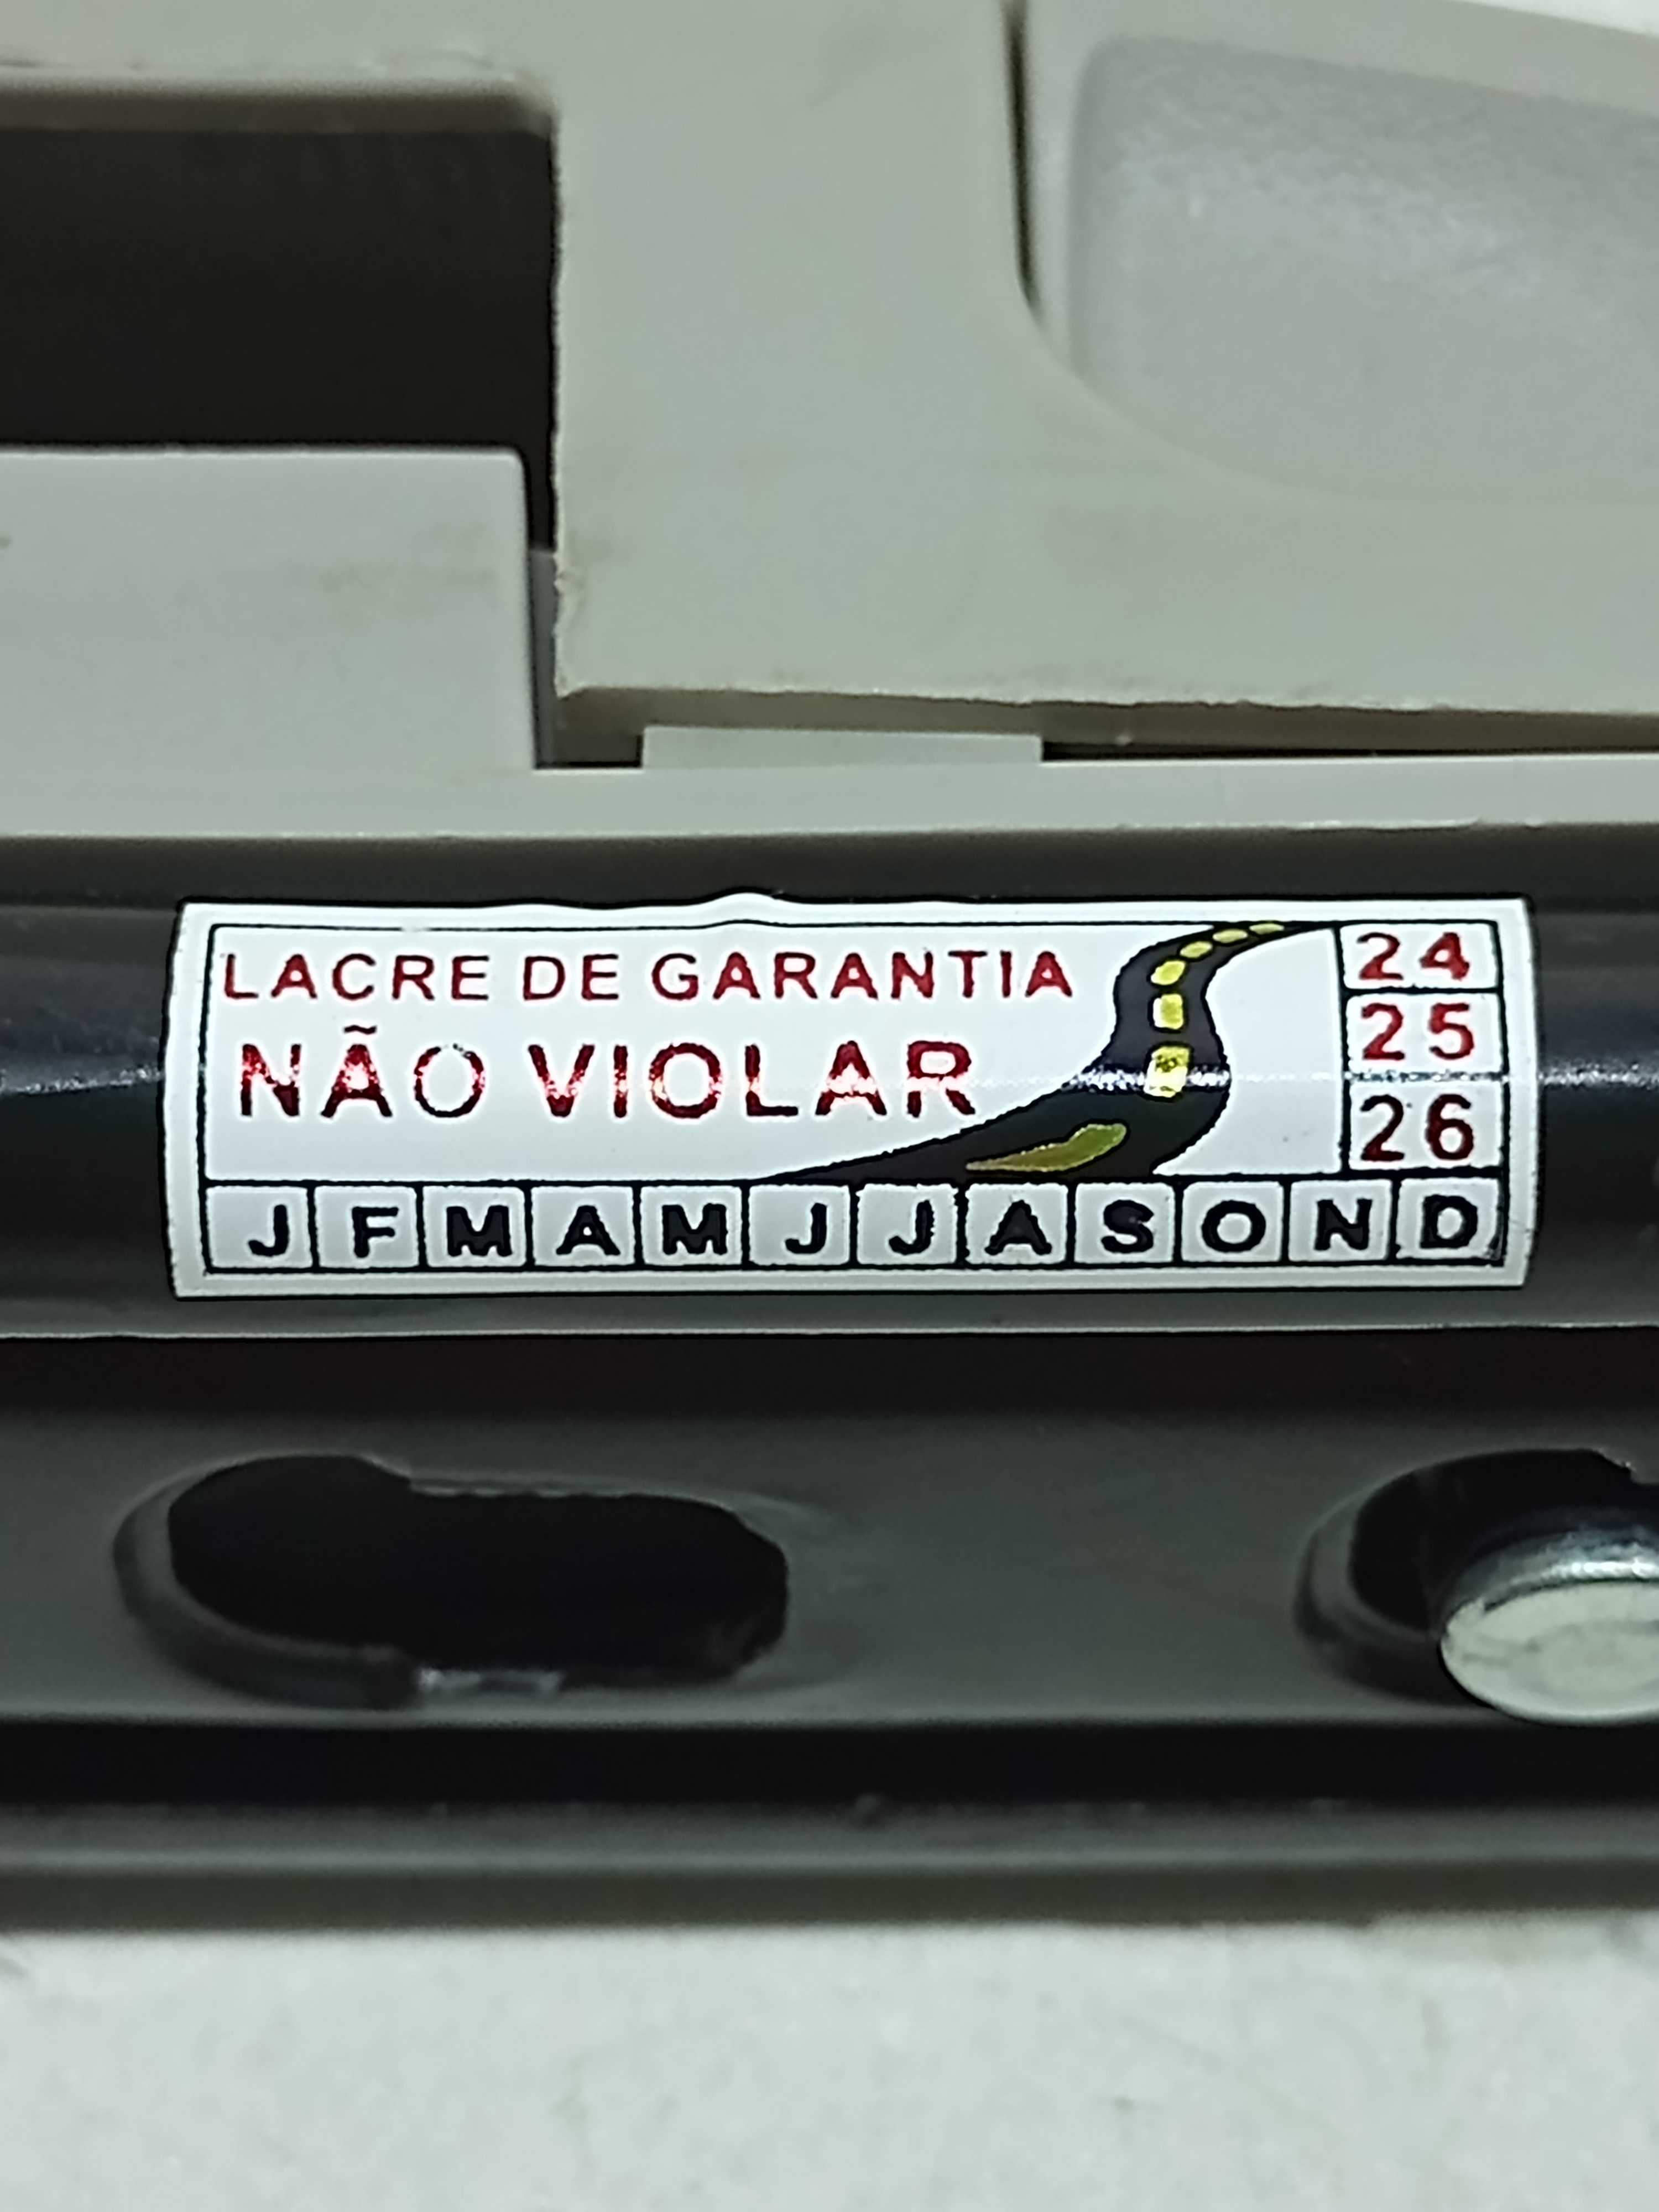 LACRE DE GARANTIA
NÃO VIOLAR
24
25
26
J F M A M J J A S O N D